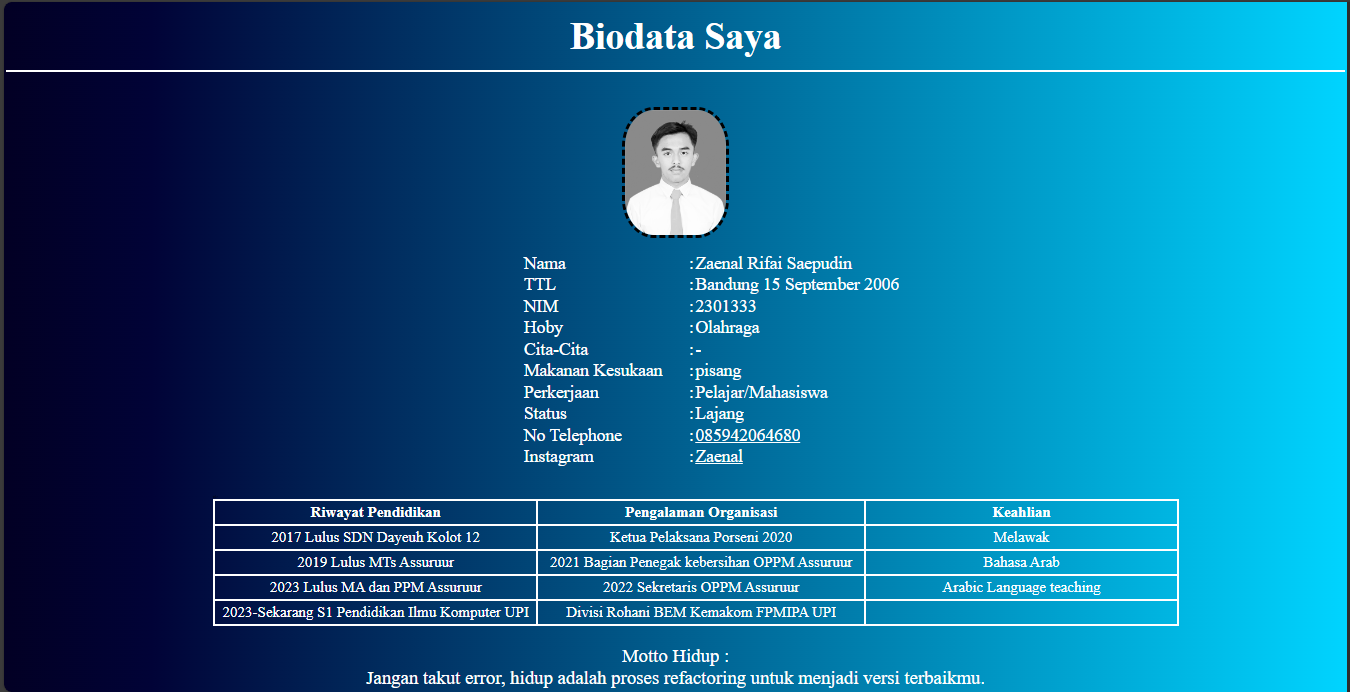 Biodata Saya
Nama :Zaenal Rifai Saepudin
TTL :Bandung 15 September 2006
NIM :2301333
Hoby :Olahraga
Cita-Cita :-
Makanan Kesukaan :pisang
Perkerjaan :Pelajar/Mahasiswa
Status :Lajang
No Telephone :085942064680
Instagram :Zaenal
Riwayat Pendidikan Pengalaman Organisasi Keahlian
2017 Lulus SDN Dayeuh Kolot 12 Ketua Pelaksana Porseni 2020 Melawak
2019 Lulus MTs Assuruur 2021 Bagian Penegak kebersihan OPPM Assuruur Bahasa Arab
2023 Lulus MA dan PPM Assuruur 2022 Sekretaris OPPM Assuruur Arabic Language teaching
2023-Sekarang S1 Pendidikan Ilmu Komputer UPI Divisi Rohani BEM Kemakom FPMIPA UPI
Motto Hidup :
Jangan takut error, hidup adalah proses refactoring untuk menjadi versi terbaikmu.